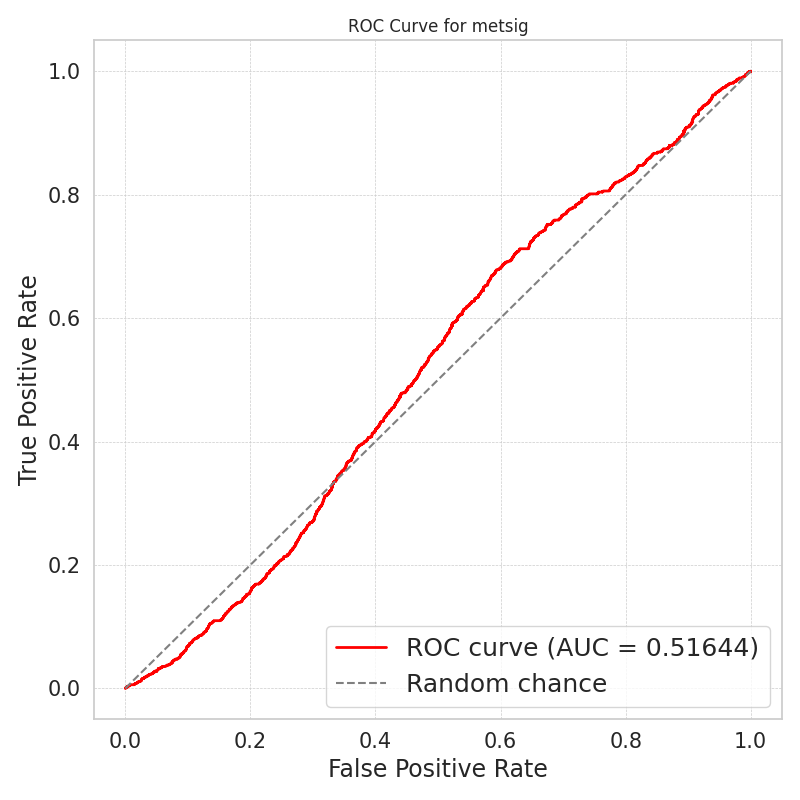 ROC Curve for metsig
1.0
0.8
0.6
0.4
0.2
0.0
True Positive Rate
ROC curve (AUC = 0.51644)
Random chance
0.0 0.2 0.4 0.6 0.8 1.0
False Positive Rate